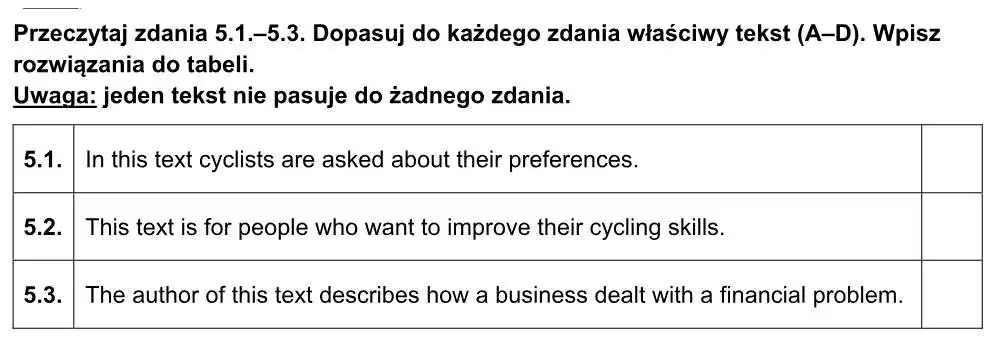 Przeczytaj zdania 5.1.–5.3. Dopasuj do każdego zdania właściwy tekst (A–D). Wpisz
rozwiązania do tabeli.
Uwaga: jeden tekst nie pasuje do żadnego zdania.
5.1. In this text cyclists are asked about their preferences.
5.2. This text is for people who want to improve their cycling skills.
5.3. The author of this text describes how a business dealt with a financial problem.